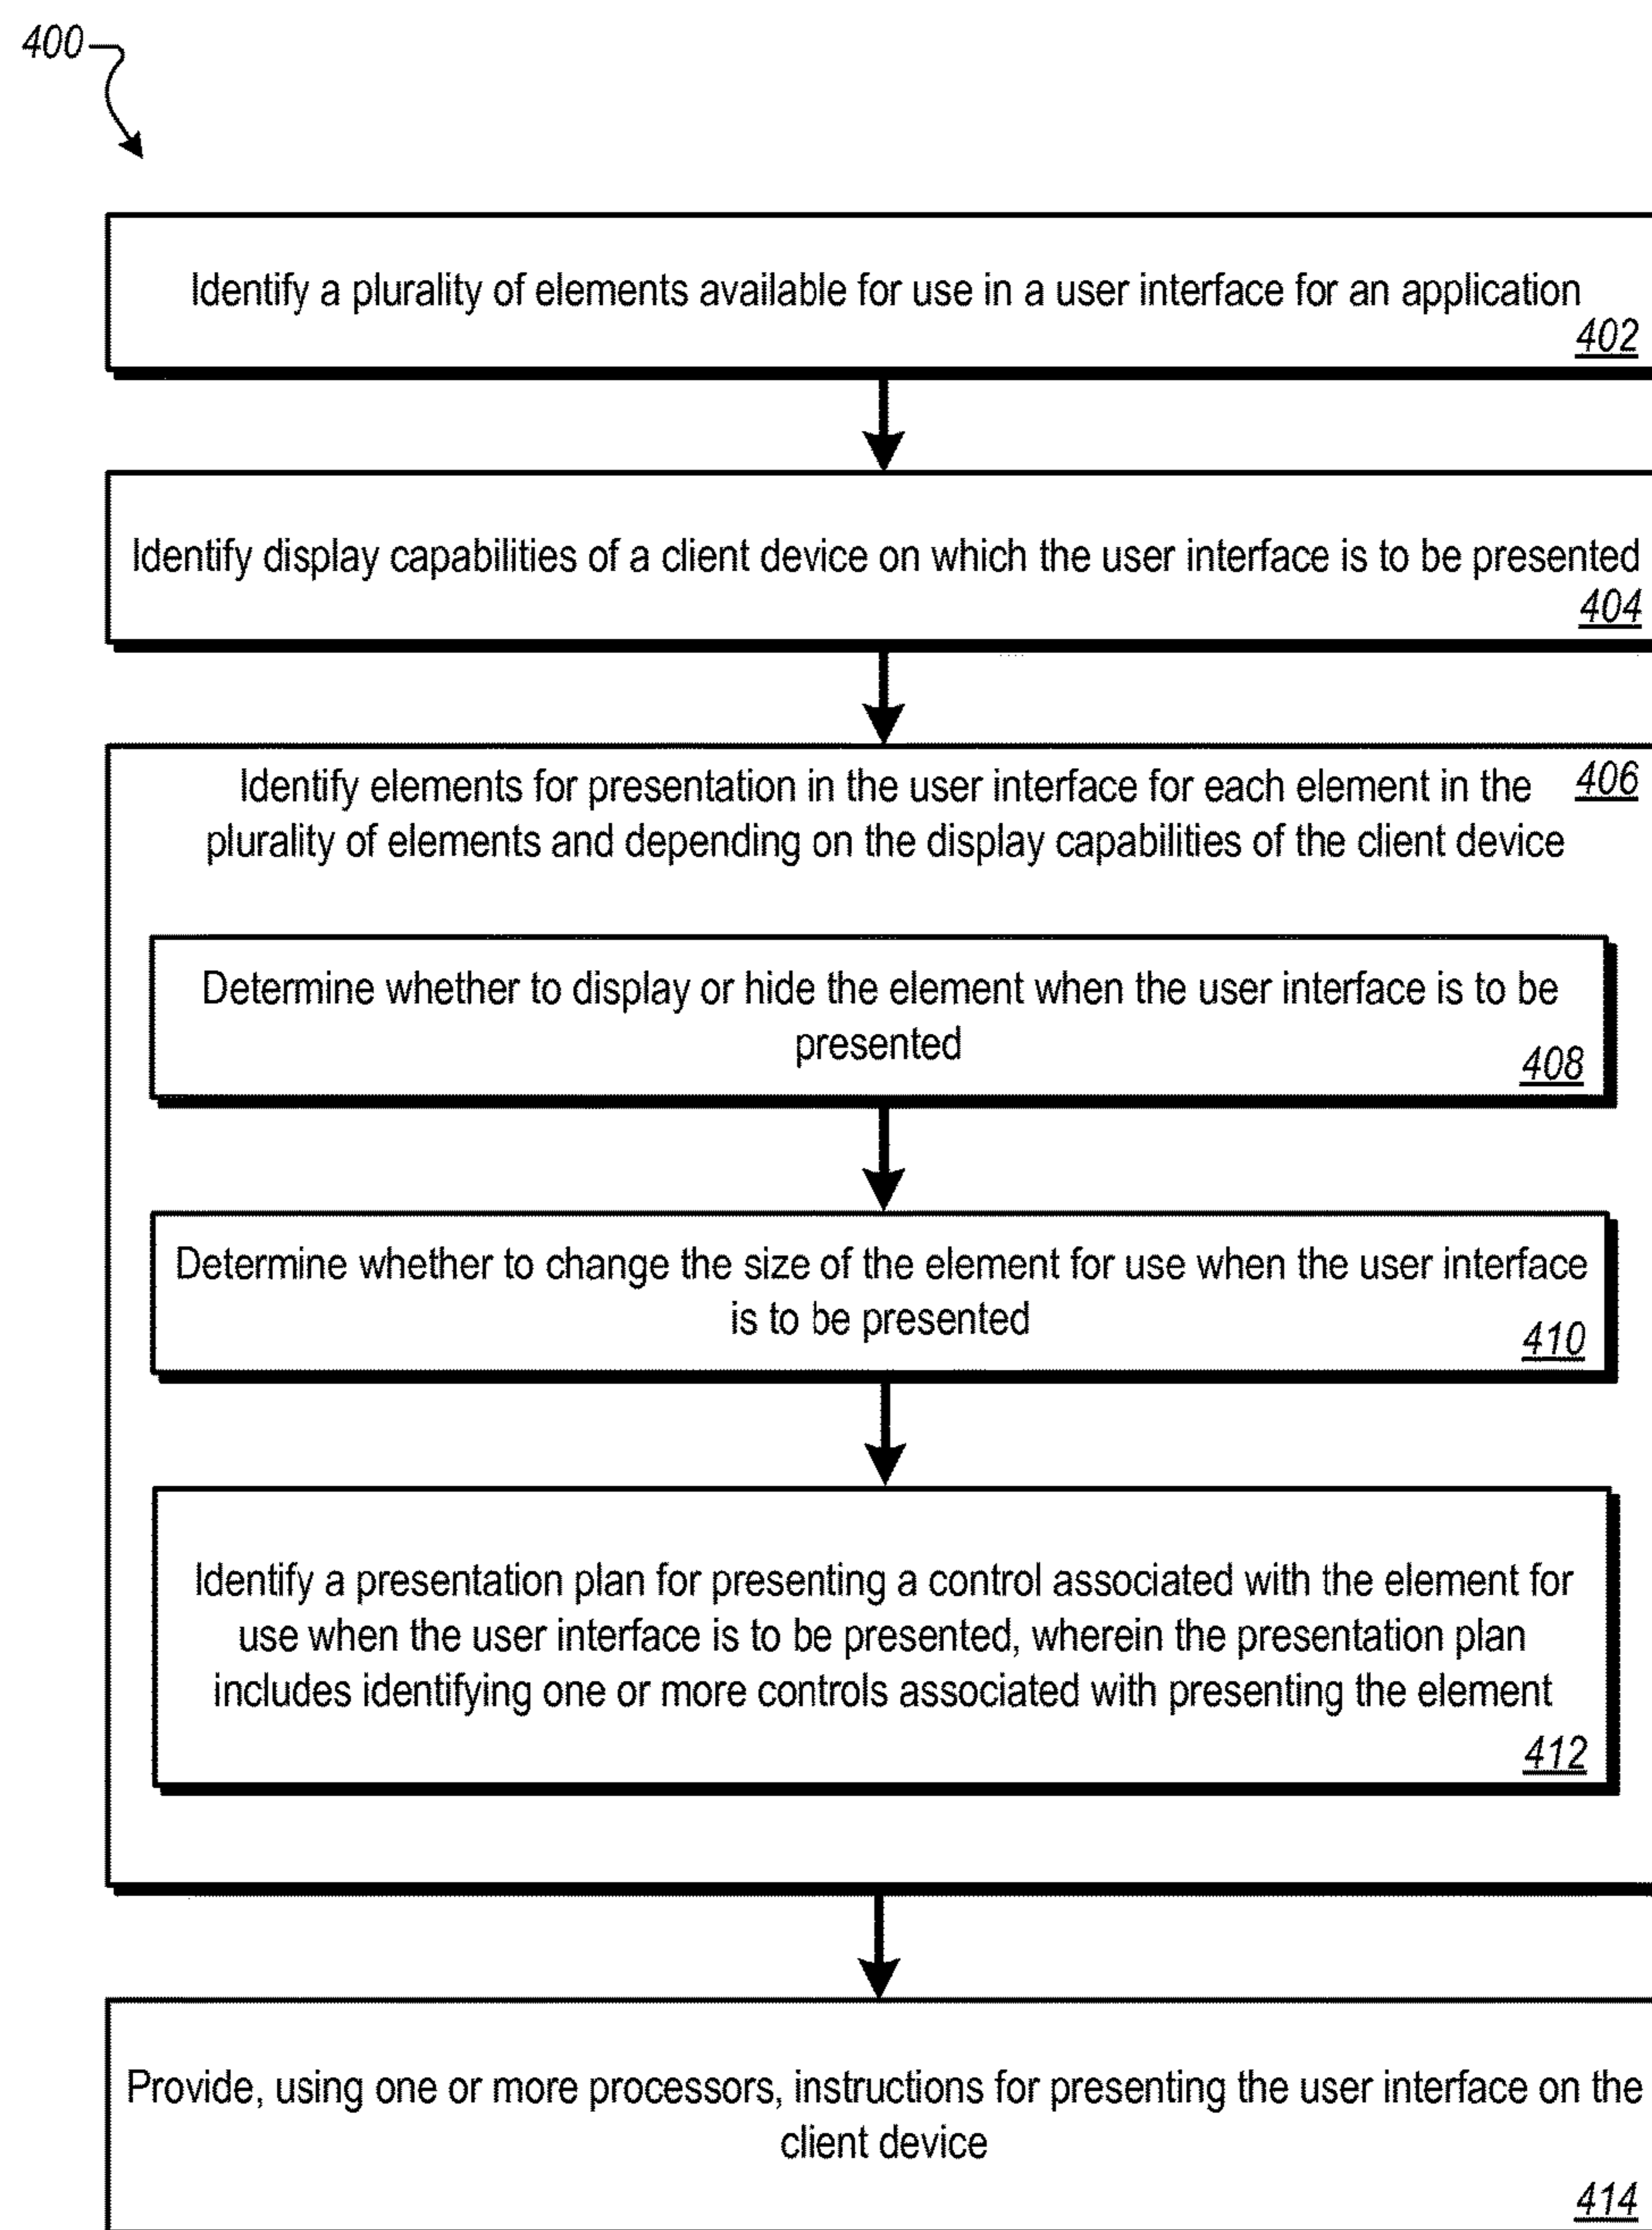 400
Identify a plurality of elements available for use in a user interface for an application
402
Identify display capabilities of a client device on which the user interface is to be presented
404
Identify elements for presentation in the user interface for each element in the 406
plurality of elements and depending on the display capabilities of the client device
Determine whether to display or hide the element when the user interface is to be
presented
408
Determine whether to change the size of the element for use when the user interface
is to be presented
410
Identify a presentation plan for presenting a control associated with the element for
use when the user interface is to be presented, wherein the presentation plan
includes identifying one or more controls associated with presenting the element
412
Provide, using one or more processors, instructions for presenting the user interface on the
client device
414